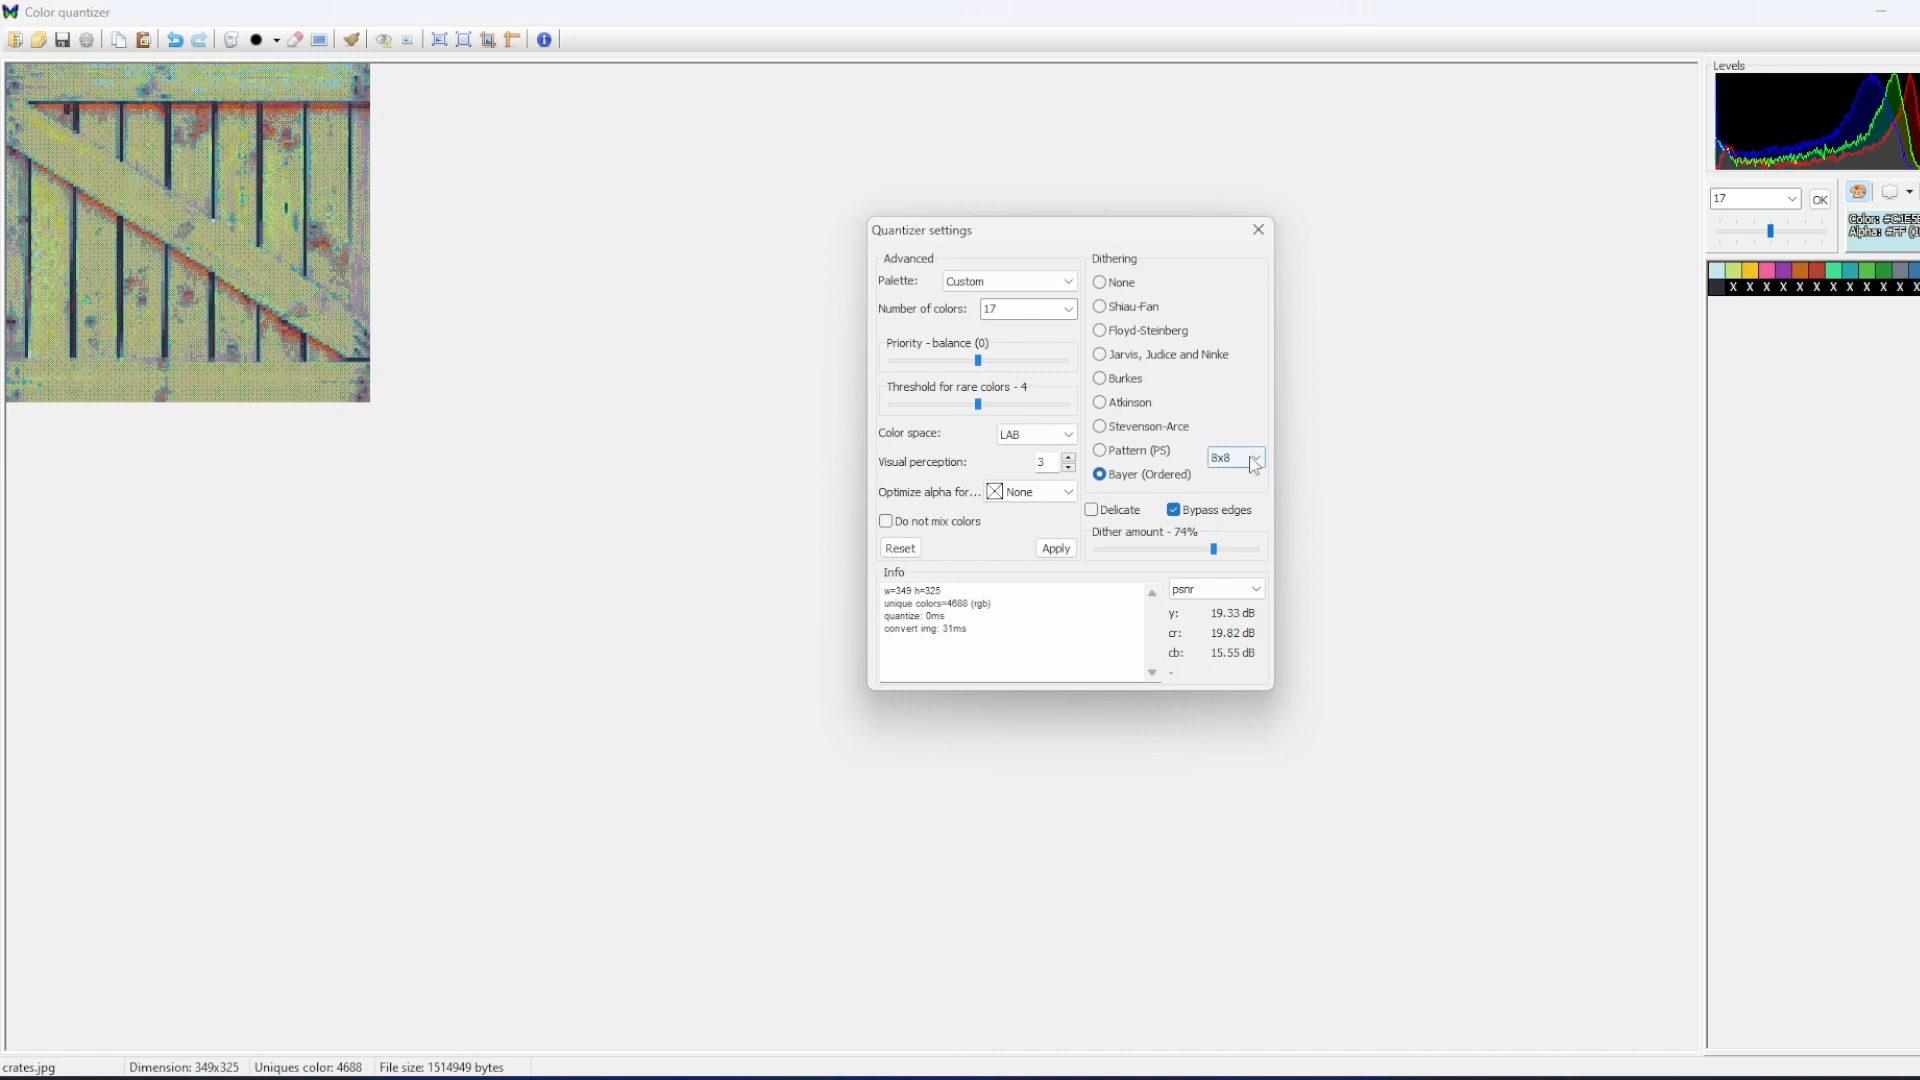 Color quantizer
Levels
17
OK
Color: #C1E5E
Alpha: #FF (1
X X X X X X X X X X X X
Quantizer settings
Advanced
Palette: Custom
Number of colors: 17
Priority - balance (0)
Threshold for rare colors - 4
Color space: LAB
Visual perception: 3
Optimize alpha for... None
Do not mix colors
Reset Apply
Dithering
None
Shiau-Fan
Floyd-Steinberg
Jarvis, Judice and Ninke
Burkes
Atkinson
Stevenson-Arce
Pattern (PS)
8x8
Bayer (Ordered)
Delicate Bypass edges
Dither amount - 74%
Info
w=349 h=325
unique colors=4688 (rgb)
quantize: 0ms
convert img: 31ms
psnr
y: 19.33 dB
cr: 19.82 dB
cb: 15.55 dB
-
crates.jpg Dimension: 349x325 Uniques color: 4688 File size: 1514949 bytes